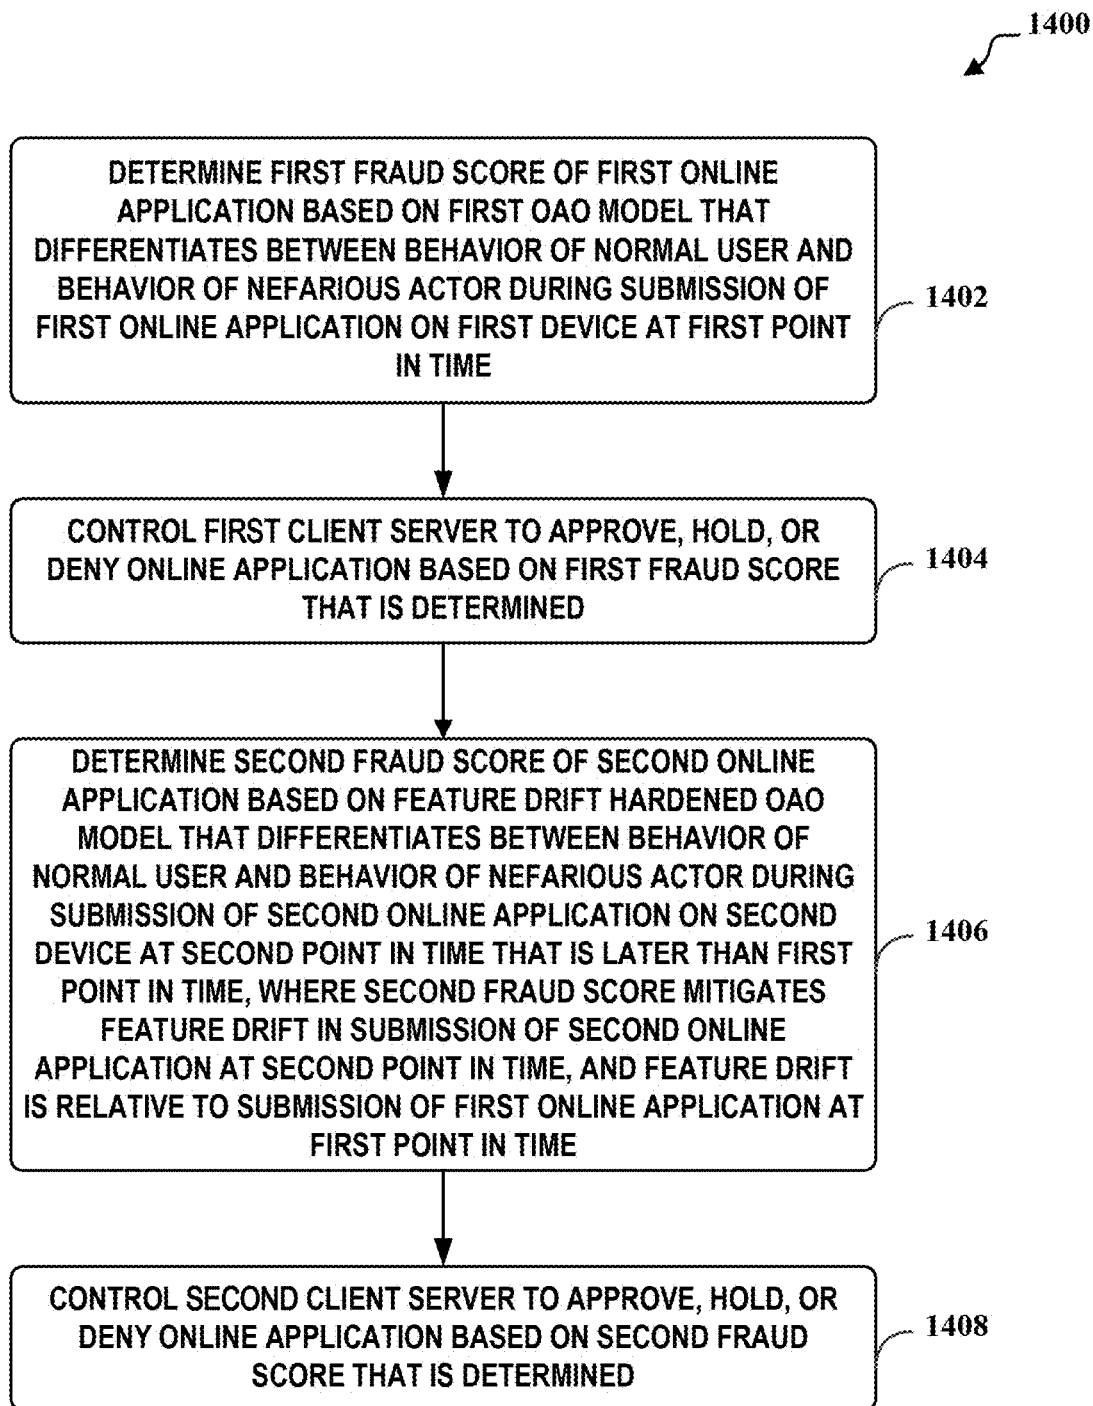 1400
DETERMINE FIRST FRAUD SCORE OF FIRST ONLINE
APPLICATION BASED ON FIRST OAO MODEL THAT
DIFFERENTIATES BETWEEN BEHAVIOR OF NORMAL USER AND
BEHAVIOR OF NEFARIOUS ACTOR DURING SUBMISSION OF
FIRST ONLINE APPLICATION ON FIRST DEVICE AT FIRST POINT
IN TIME
1402
CONTROL FIRST CLIENT SERVER TO APPROVE, HOLD, OR
DENY ONLINE APPLICATION BASED ON FIRST FRAUD SCORE
THAT IS DETERMINED
1404
DETERMINE SECOND FRAUD SCORE OF SECOND ONLINE
APPLICATION BASED ON FEATURE DRIFT HARDENED OAO
MODEL THAT DIFFERENTIATES BETWEEN BEHAVIOR OF
NORMAL USER AND BEHAVIOR OF NEFARIOUS ACTOR DURING
SUBMISSION OF SECOND ONLINE APPLICATION ON SECOND
DEVICE AT SECOND POINT IN TIME THAT IS LATER THAN FIRST
POINT IN TIME, WHERE SECOND FRAUD SCORE MITIGATES
FEATURE DRIFT IN SUBMISSION OF SECOND ONLINE
APPLICATION AT SECOND POINT IN TIME, AND FEATURE DRIFT
IS RELATIVE TO SUBMISSION OF FIRST ONLINE APPLICATION AT
FIRST POINT IN TIME
1406
CONTROL SECOND CLIENT SERVER TO APPROVE, HOLD, OR
DENY ONLINE APPLICATION BASED ON SECOND FRAUD
SCORE THAT IS DETERMINED
1408